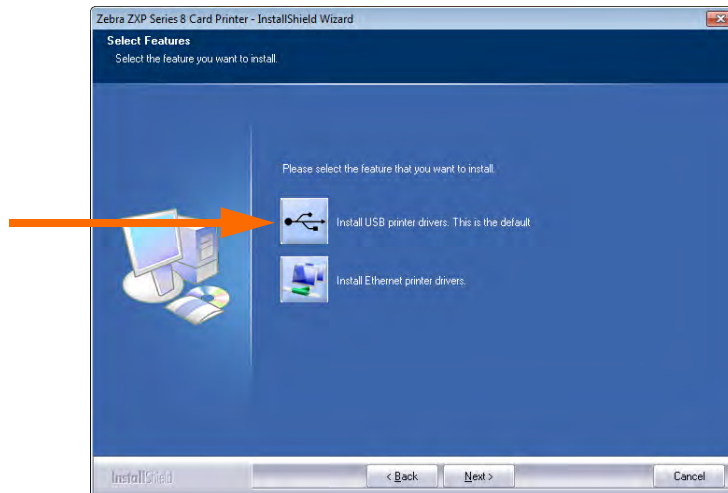 Zebra ZXP Series 8 Card Printer - InstallShield Wizard
Select Features
Select the feature you want to install.
Please select the feature that you want to install.
Install USB printer drivers. This is the default
Install Ethernet printer drivers.
InstallShield
< Back Next > Cancel